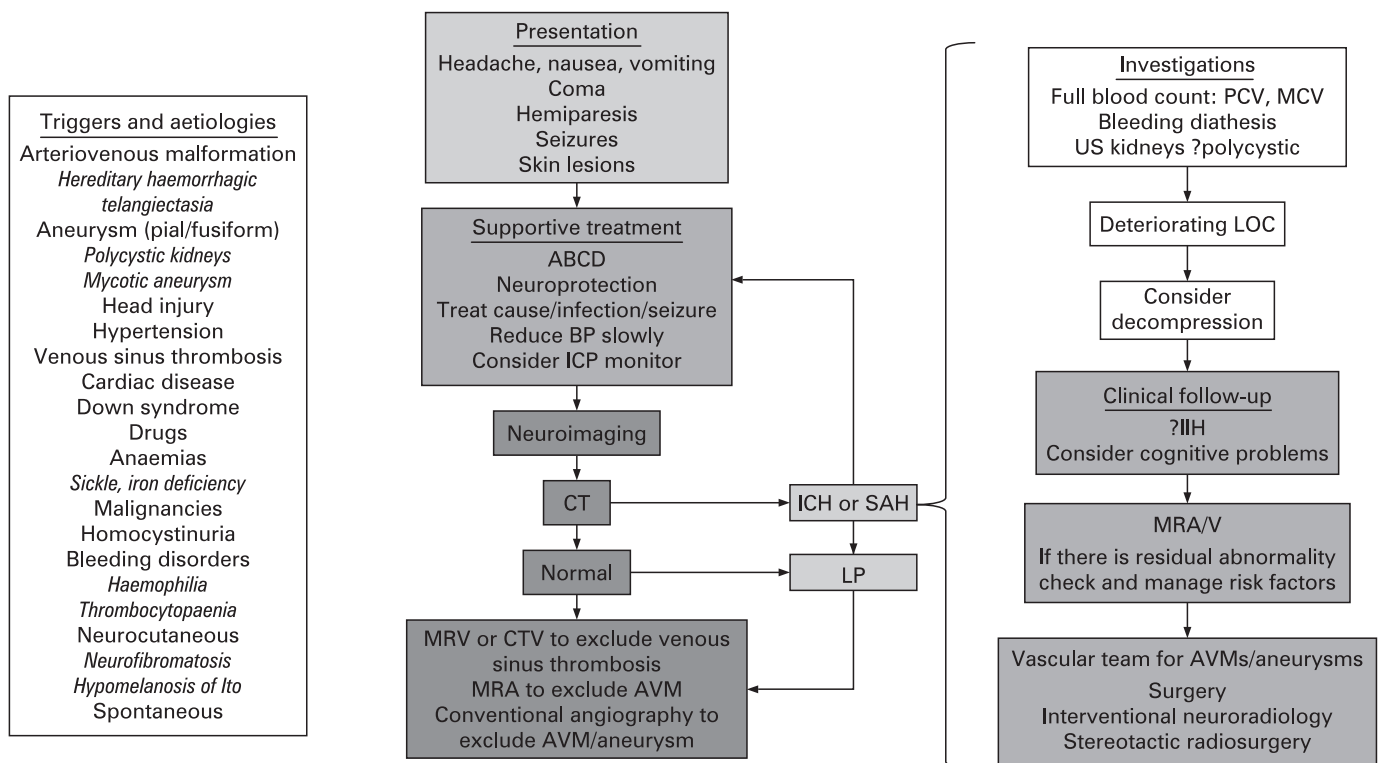 Triggers and aetiologies
Arteriovenous malformation
Hereditary haemorrhagic
telangiectasia
Aneurysm (pial/fusiform)
Polycystic kidneys
Mycotic aneurysm
Head injury
Hypertension
Venous sinus thrombosis
Cardiac disease
Down syndrome
Drugs
Anaemias
Sickle, iron deficiency
Malignancies
Homocystinuria
Bleeding disorders
Haemophilia
Thrombocytopaenia
Neurocutaneous
Neurofibromatosis
Hypomelanosis of Ito
Spontaneous
Presentation
Headache, nausea, vomiting
Coma
Hemiparesis
Seizures
Skin lesions
Supportive treatment
ABCD
Neuroprotection
Treat cause/infection/seizure
Reduce BP slowly
Consider ICP monitor
Neuroimaging
CT
ICH or SAH
Normal
LP
MRV or CTV to exclude venous
sinus thrombosis
MRA to exclude AVM
Conventional angiography to
exclude AVM/aneurysm
Investigations
Full blood count: PCV, MCV
Bleeding diathesis
US kidneys ?polycystic
Deteriorating LOC
Consider
decompression
Clinical follow-up
?IIH
Consider cognitive problems
MRA/V
If there is residual abnormality
check and manage risk factors
Vascular team for AVMs/aneurysms
Surgery
Interventional neuroradiology
Stereotactic radiosurgery